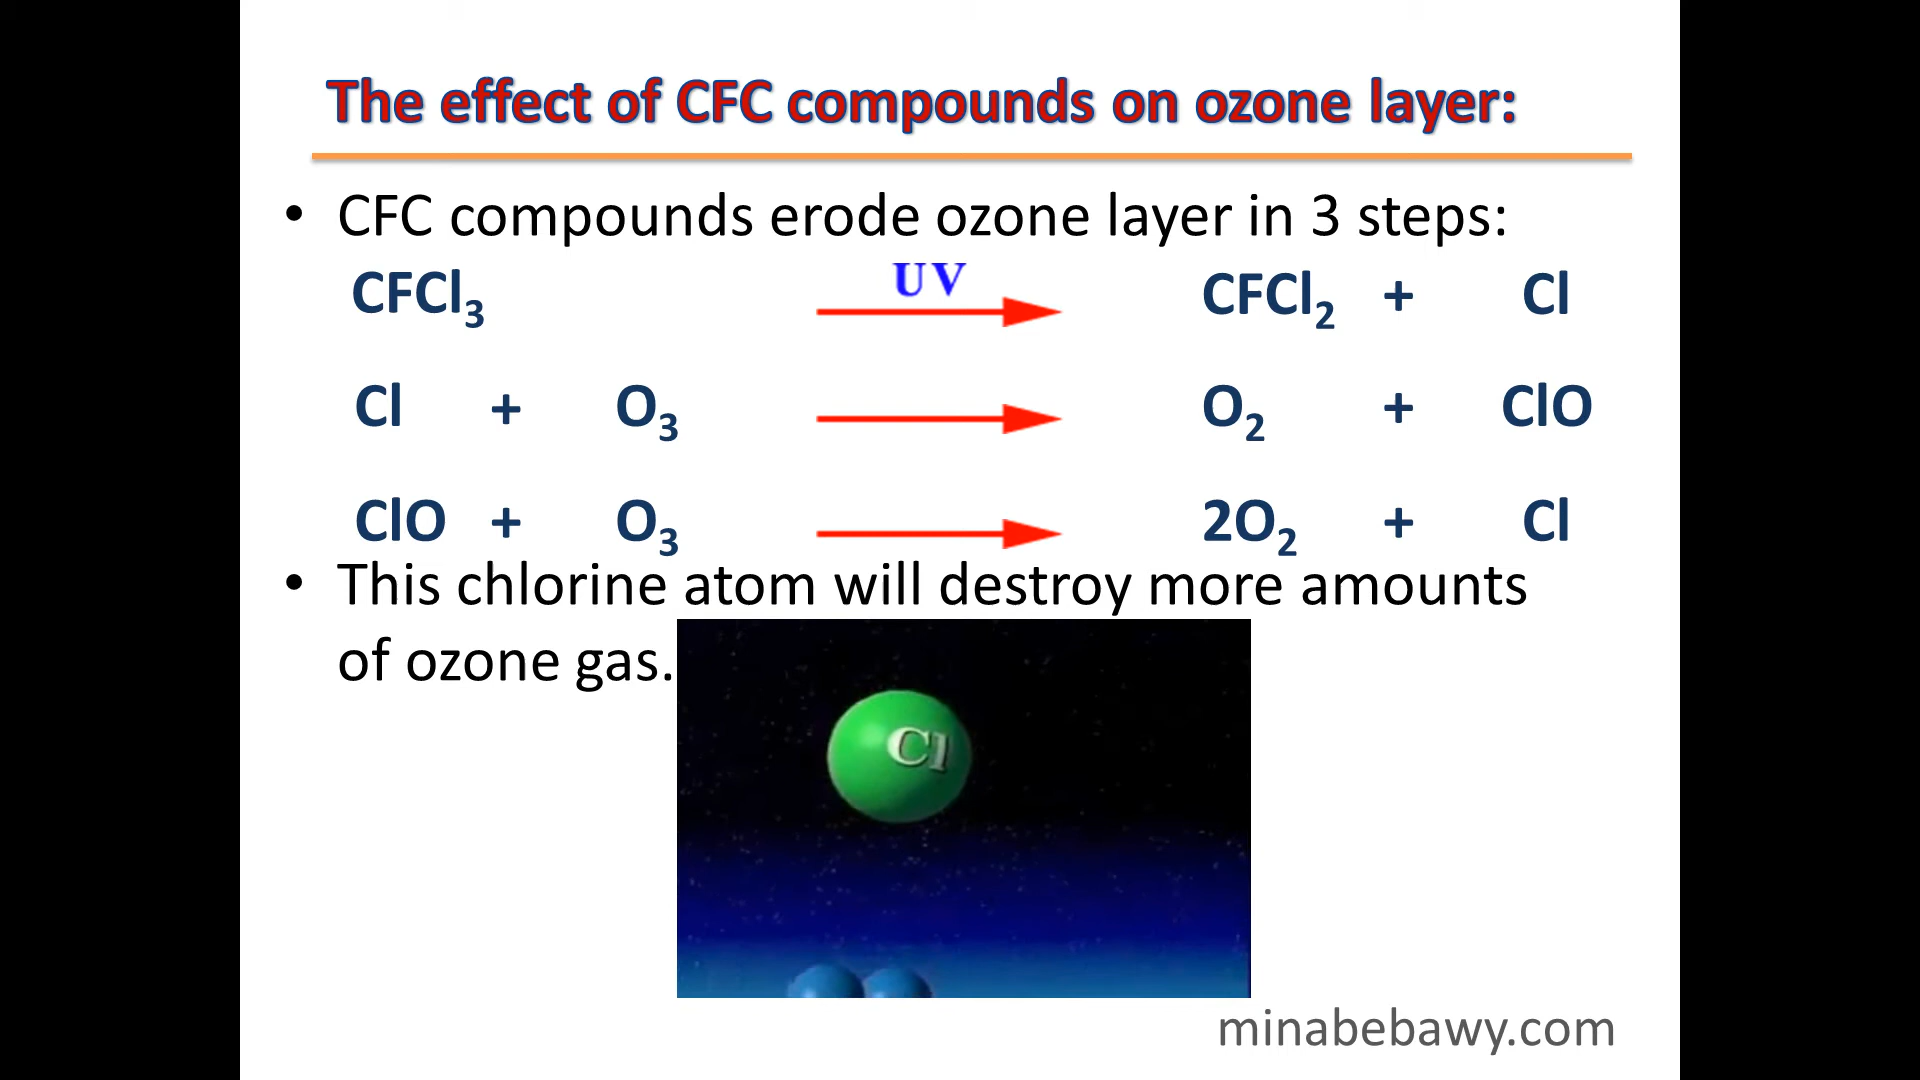 The effect of CFC compounds on ozone layer:
• CFC compounds erode ozone layer in 3 steps:
CFCl₃ UV CFCl₂ + Cl
Cl + O₃ O₂ + ClO
ClO + O₃ 2O₂ + Cl
• This chlorine atom will destroy more amounts
of ozone gas.
Cl
minabebawy.com